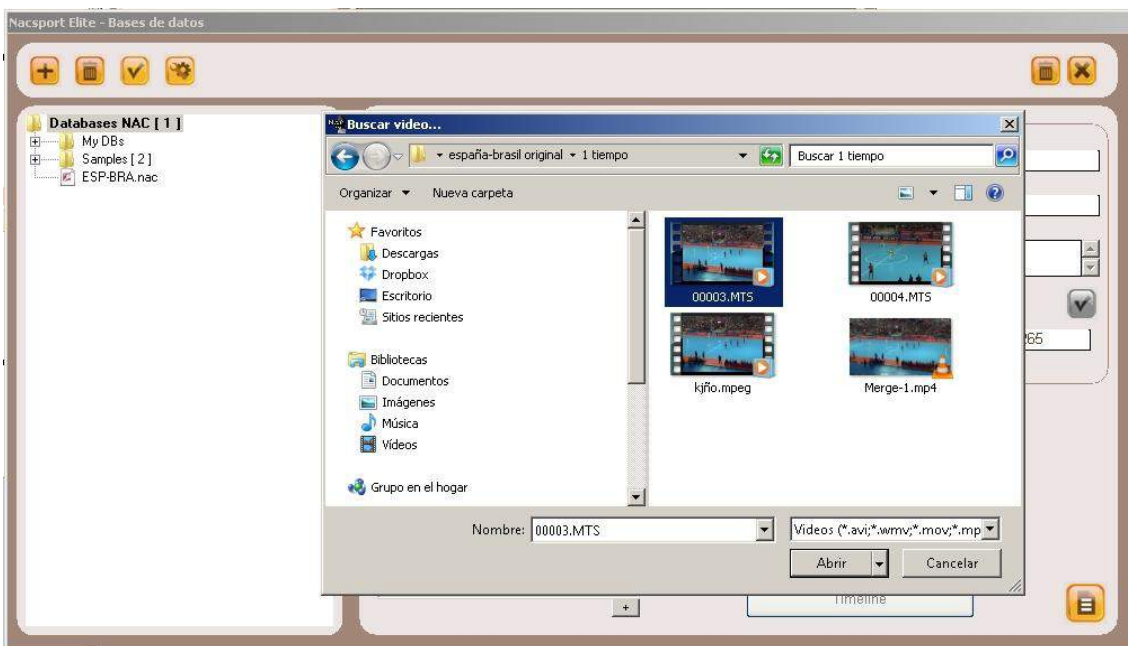 Nacsport Elite - Bases de datos
Databases NAC [ 1 ]
My DBs
Samples [ 2 ]
ESP-BRA.nac
Buscar video...
españa-brasil original
1 tiempo
Buscar 1 tiempo
Organizar
Nueva carpeta
Favoritos
Descargas
Dropbox
Escritorio
Sitios recientes
Bibliotecas
Documentos
Imágenes
Música
Vídeos
Grupo en el hogar
00003.MTS
00004.MTS
kjño.mpeg
Merge-1.mp4
265
Nombre: 00003.MTS
Videos (*.avi;*.wmv;*.mov;*.mp
Abrir
Cancelar
+
Timeline